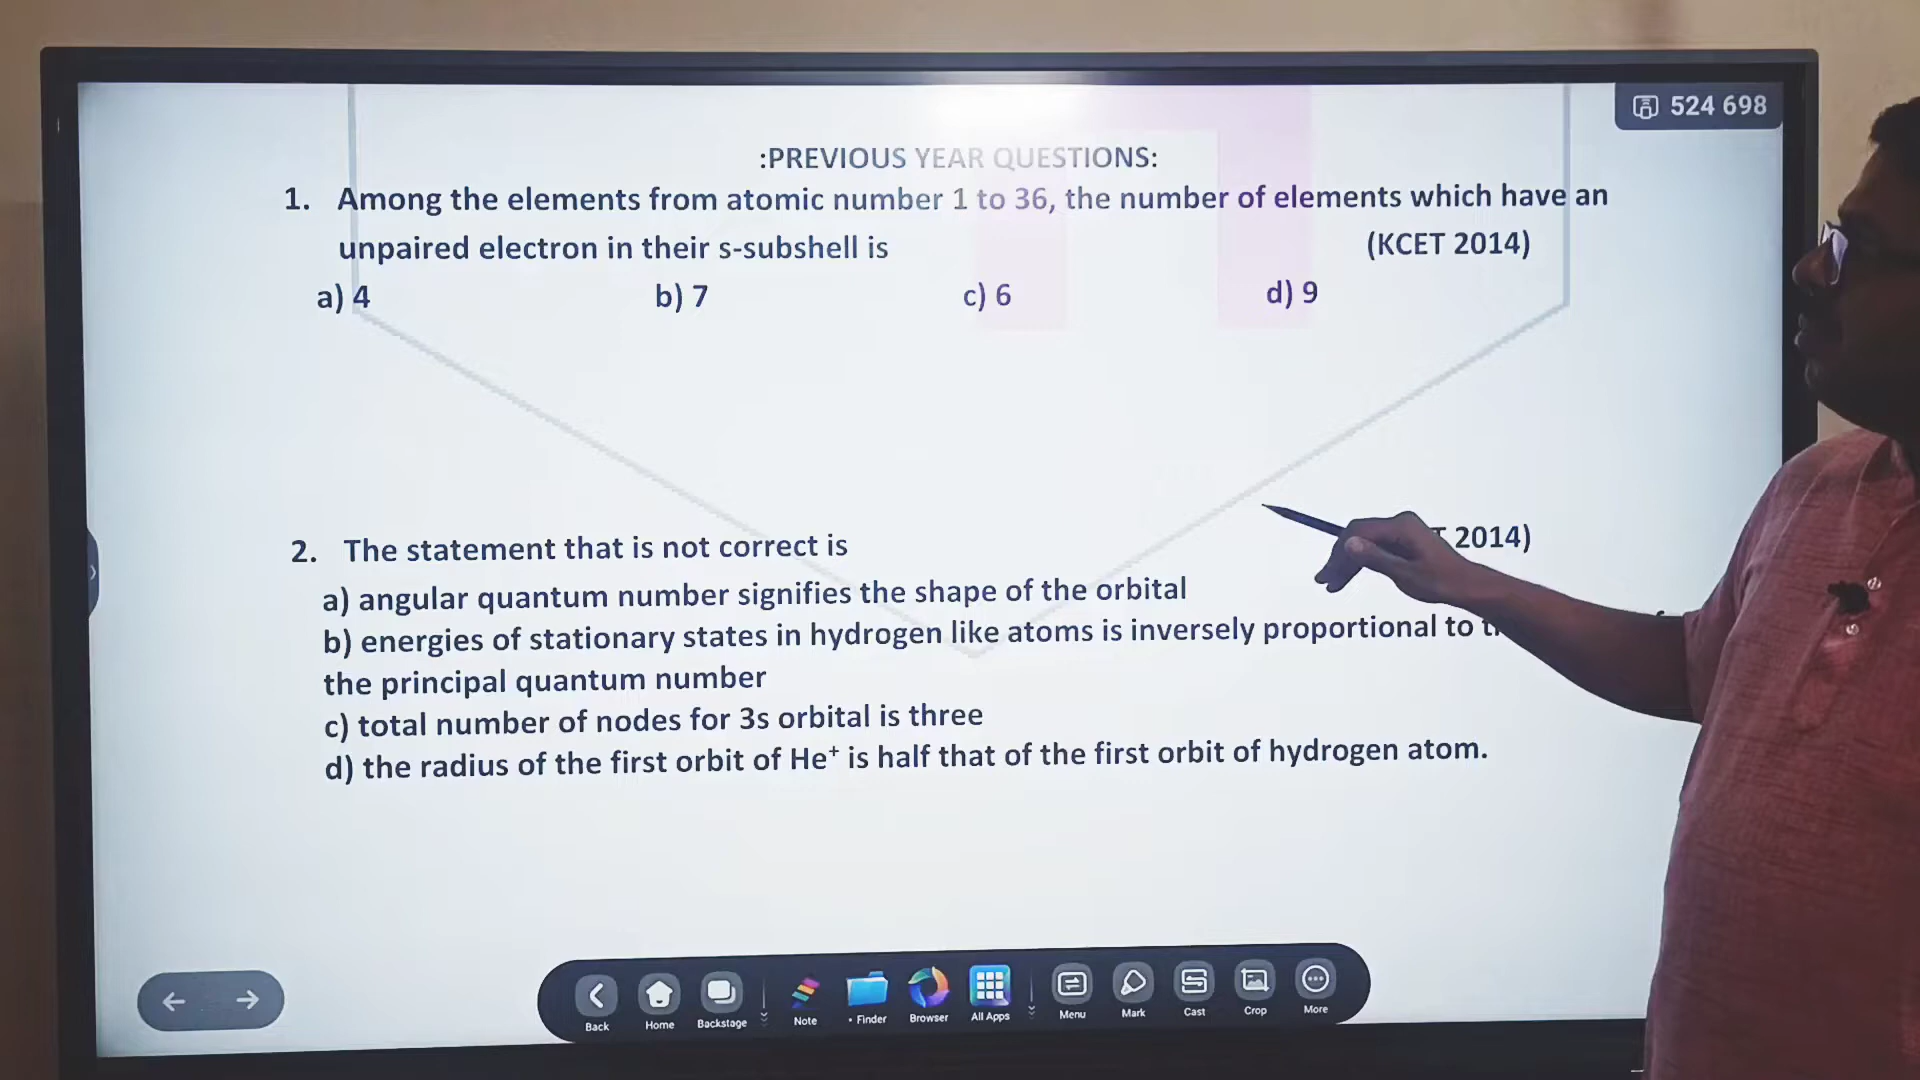 524 698
:PREVIOUS YEAR QUESTIONS:
1. Among the elements from atomic number 1 to 36, the number of elements which have an
unpaired electron in their s-subshell is (KCET 2014)
a) 4 b) 7 c) 6 d) 9
2. The statement that is not correct is 2014)
a) angular quantum number signifies the shape of the orbital
b) energies of stationary states in hydrogen like atoms is inversely proportional to
the principal quantum number
c) total number of nodes for 3s orbital is three
d) the radius of the first orbit of He⁺ is half that of the first orbit of hydrogen atom.
Back Home Backstage Note Finder Browser All Apps Menu Mark Cast Crop More